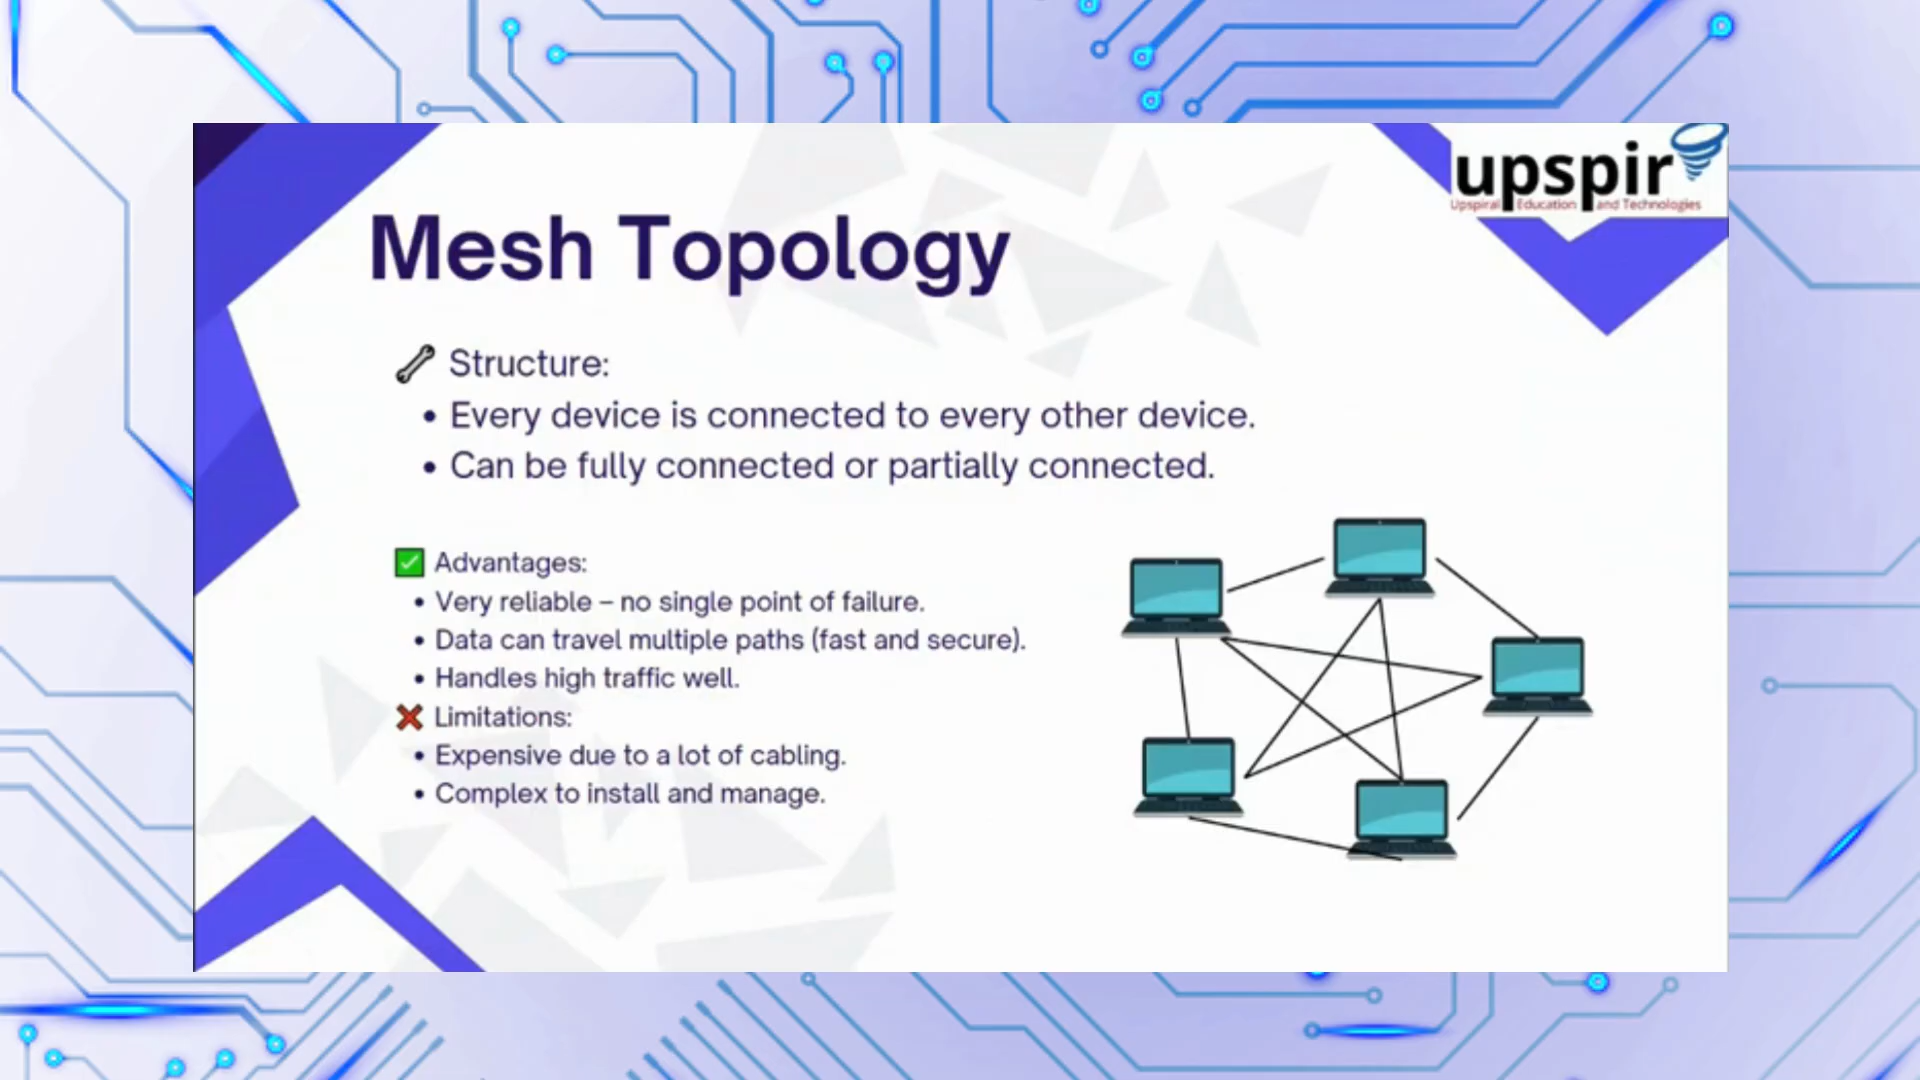 upspir
Upspiral Education and Technologies
Mesh Topology
Structure:
• Every device is connected to every other device.
• Can be fully connected or partially connected.
Advantages:
• Very reliable – no single point of failure.
• Data can travel multiple paths (fast and secure).
• Handles high traffic well.
Limitations:
• Expensive due to a lot of cabling.
• Complex to install and manage.